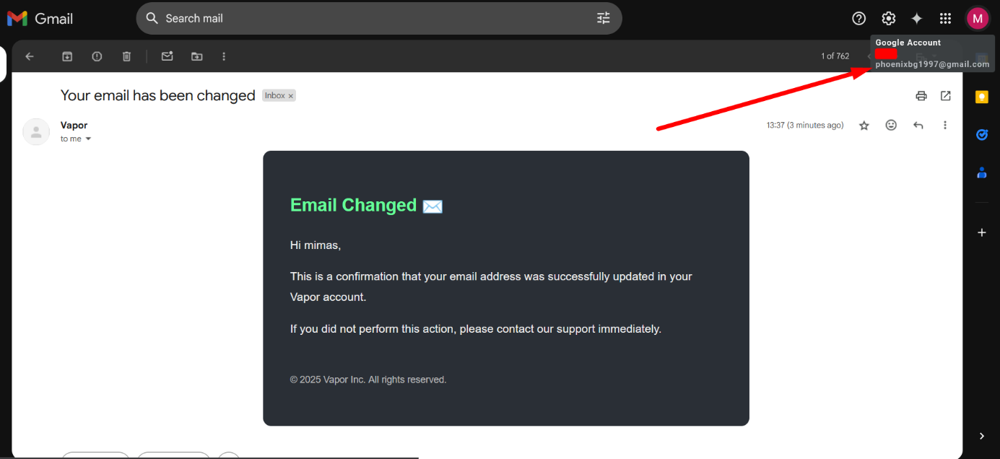 Gmail
Search mail
M
Google Account
phoenixbg1997@gmail.com
1 of 762
Your email has been changed
Inbox ×
Vapor
13:37 (3 minutes ago)
to me
Email Changed ✉️
Hi mimas,
This is a confirmation that your email address was successfully updated in your
Vapor account.
If you did not perform this action, please contact our support immediately.
© 2025 Vapor Inc. All rights reserved.